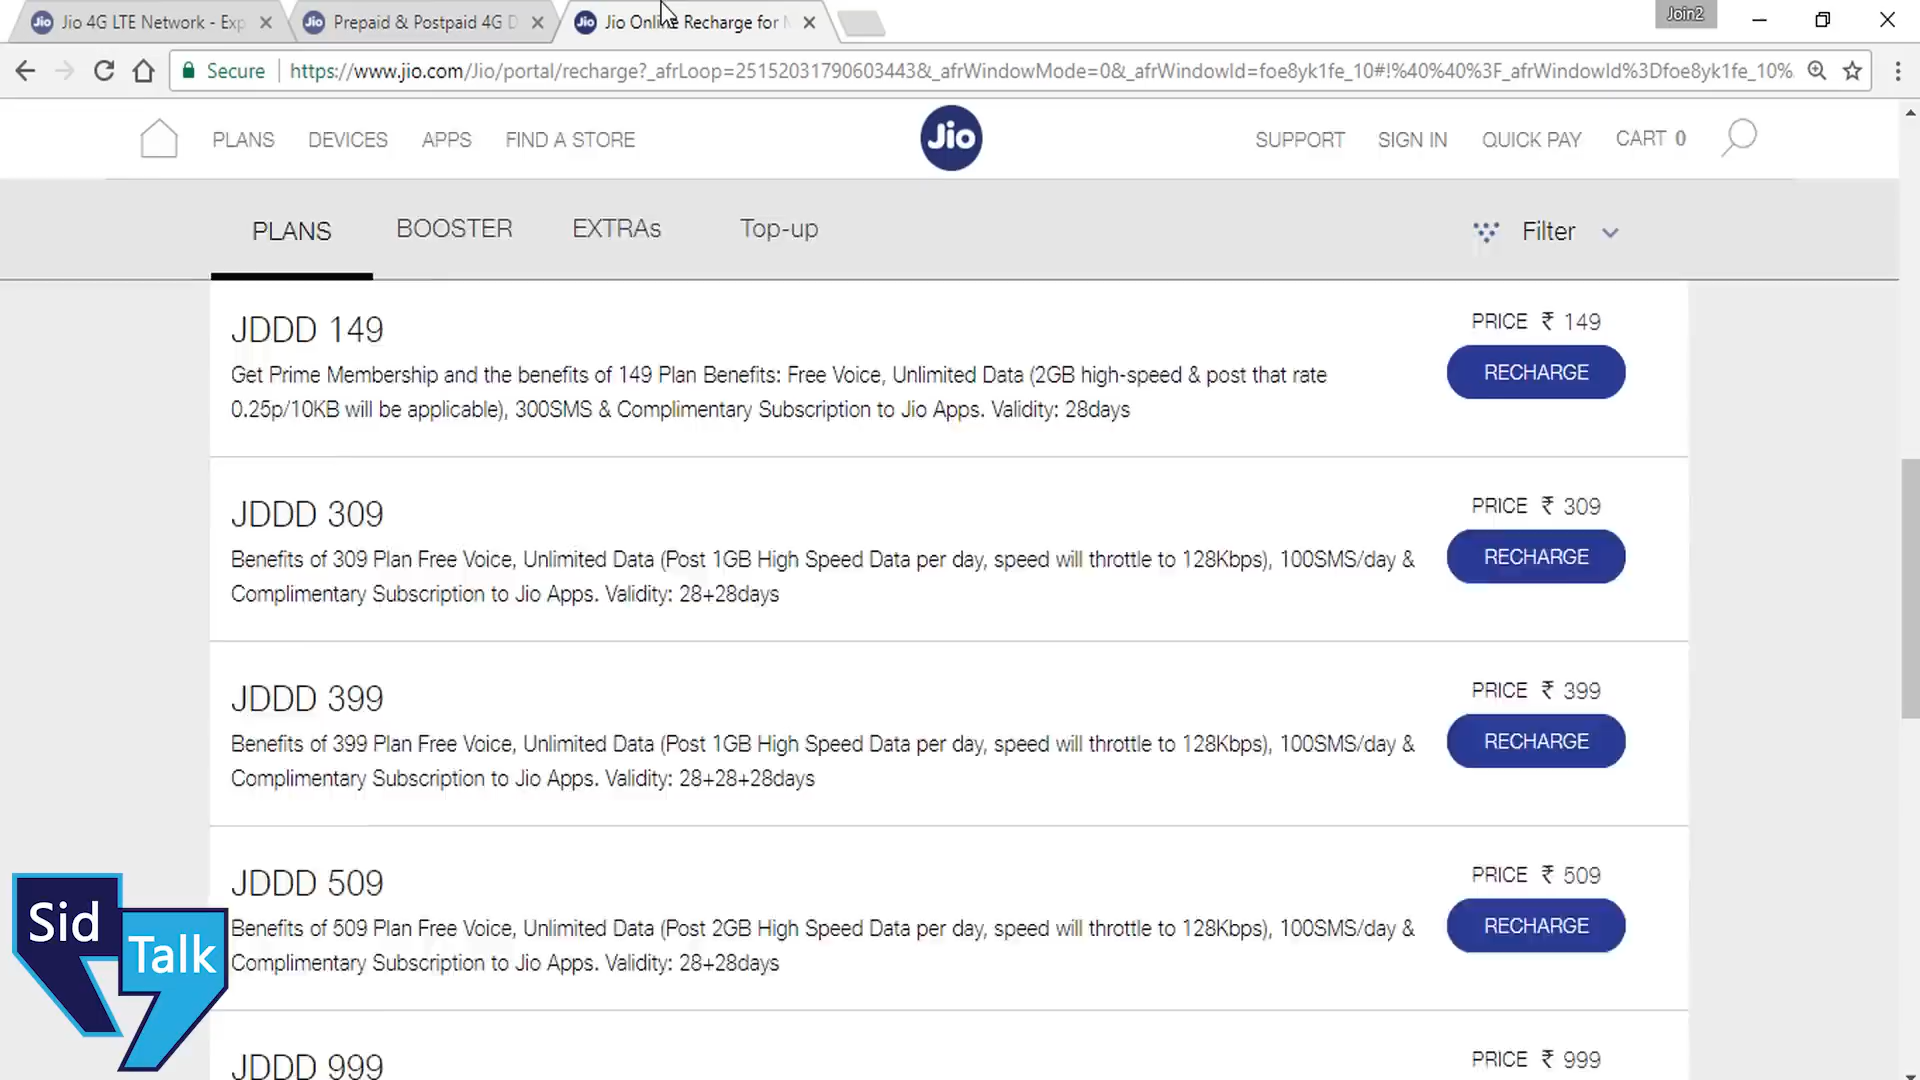 Jio 4G LTE Network - Exp
Prepaid & Postpaid 4G D
Jio Online Recharge for M
Join2
Secure
https://www.jio.com/Jio/portal/recharge?_afrLoop=25152031790603443&_afrWindowMode=0&_afrWindowId=foe8yk1fe_10#!%40%40%3F_afrWindowId%3Dfoe8yk1fe_10%
PLANS DEVICES APPS FIND A STORE Jio SUPPORT SIGN IN QUICK PAY CART 0
PLANS BOOSTER EXTRAs Top-up Filter
JDDD 149
PRICE ₹ 149
Get Prime Membership and the benefits of 149 Plan Benefits: Free Voice, Unlimited Data (2GB high-speed & post that rate
0.25p/10KB will be applicable), 300SMS & Complimentary Subscription to Jio Apps. Validity: 28days
RECHARGE
JDDD 309
PRICE ₹ 309
Benefits of 309 Plan Free Voice, Unlimited Data (Post 1GB High Speed Data per day, speed will throttle to 128Kbps), 100SMS/day &
Complimentary Subscription to Jio Apps. Validity: 28+28days
RECHARGE
JDDD 399
PRICE ₹ 399
Benefits of 399 Plan Free Voice, Unlimited Data (Post 1GB High Speed Data per day, speed will throttle to 128Kbps), 100SMS/day &
Complimentary Subscription to Jio Apps. Validity: 28+28+28days
RECHARGE
JDDD 509
PRICE ₹ 509
Benefits of 509 Plan Free Voice, Unlimited Data (Post 2GB High Speed Data per day, speed will throttle to 128Kbps), 100SMS/day &
Complimentary Subscription to Jio Apps. Validity: 28+28days
RECHARGE
JDDD 999
PRICE ₹ 999
Sid
Talk